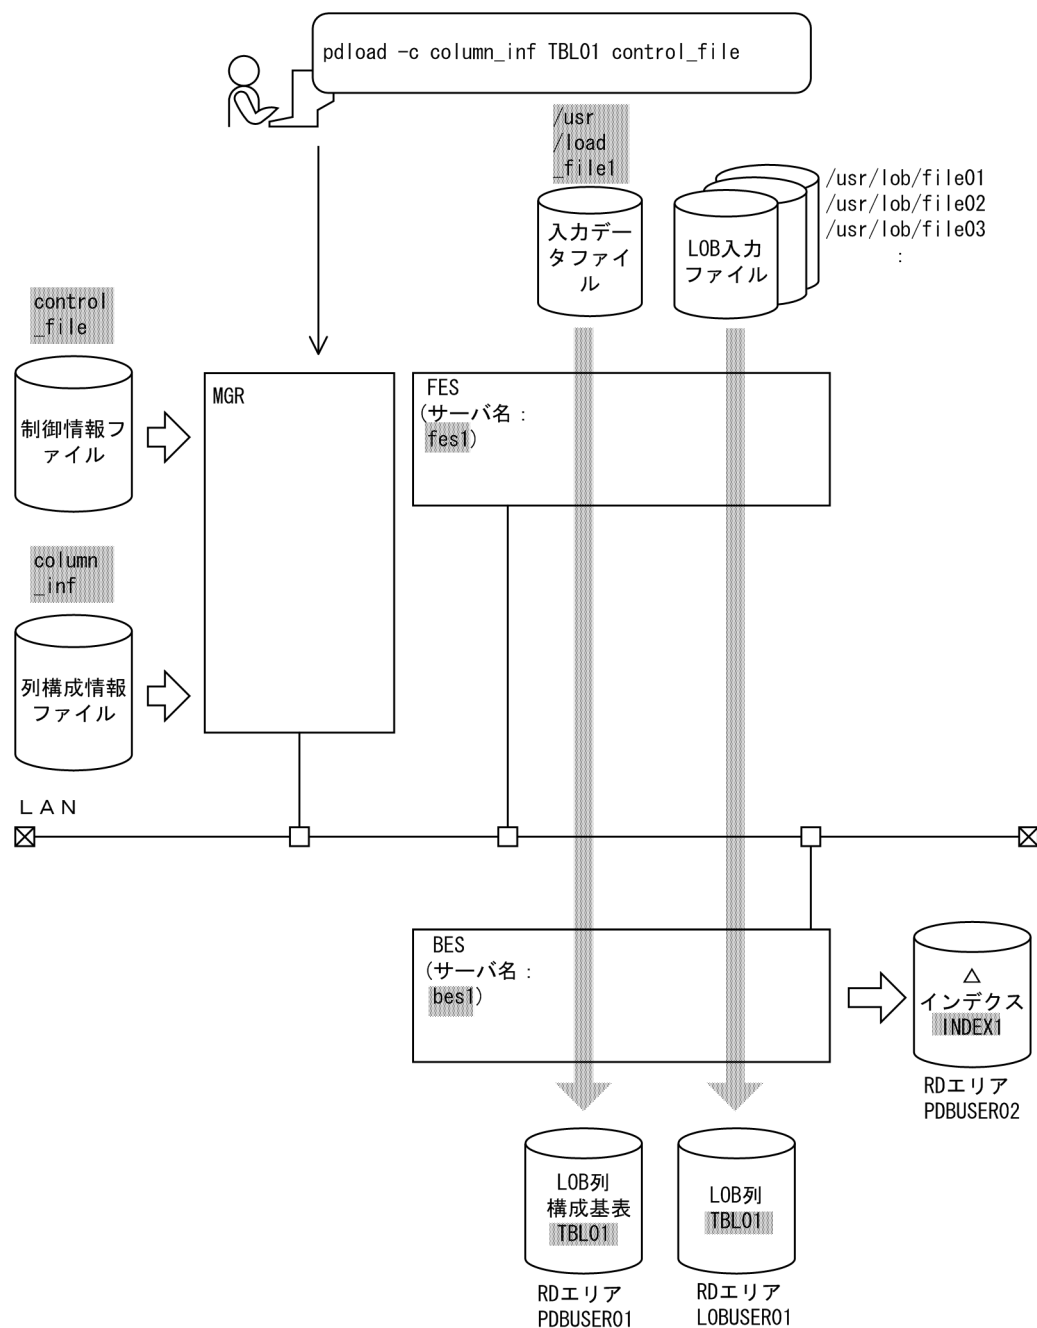 pdload -c column_inf TBL01 control_file
/usr
/load
_file1
/usr/lob/file01
/usr/lob/file02
/usr/lob/file03
:
入力デー
タファイ
ル
LOB入力
ファイル
control
_file
制御情報フ
ァイル
MGR
FES
(サーバ名：
fes1)
column
_inf
列構成情報
ファイル
ＬＡＮ
BES
(サーバ名：
bes1)
△
インデクス
INDEX1
RDエリア
PDBUSER02
LOB列
構成基表
TBL01
LOB列
TBL01
RDエリア
PDBUSER01
RDエリア
LOBUSER01